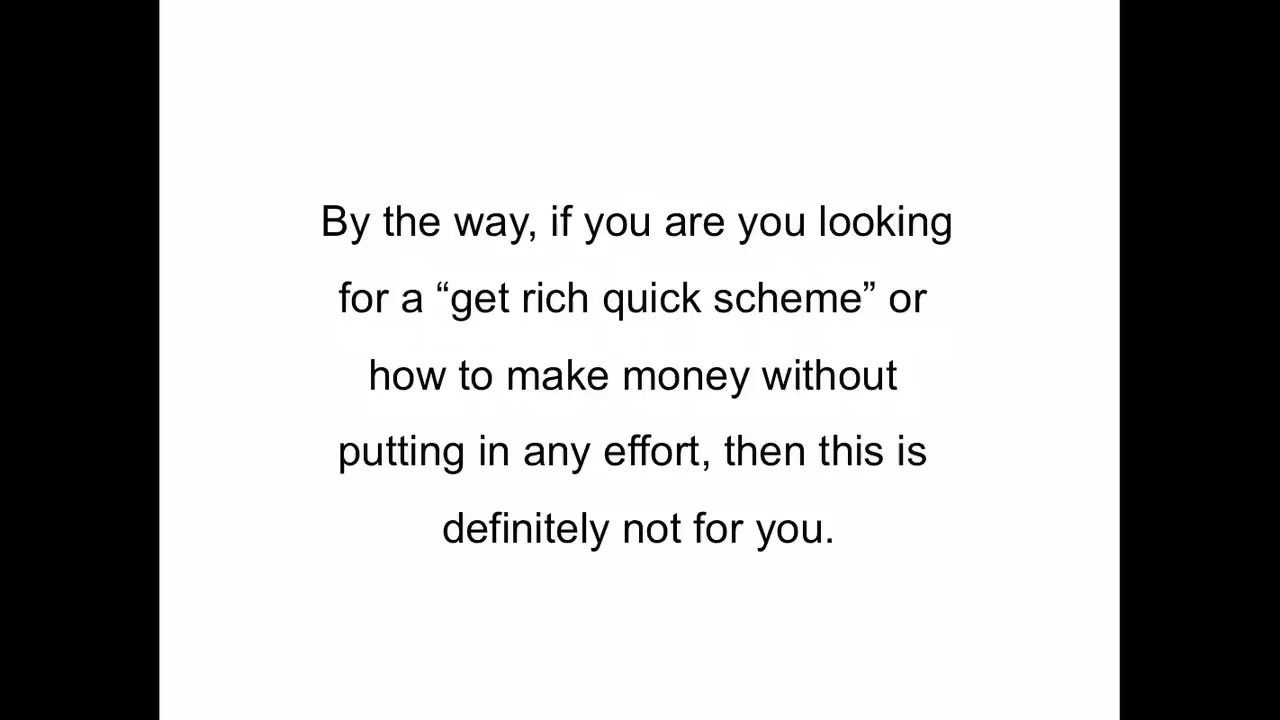 By the way, if you are you looking
for a “get rich quick scheme” or
how to make money without
putting in any effort, then this is
definitely not for you.